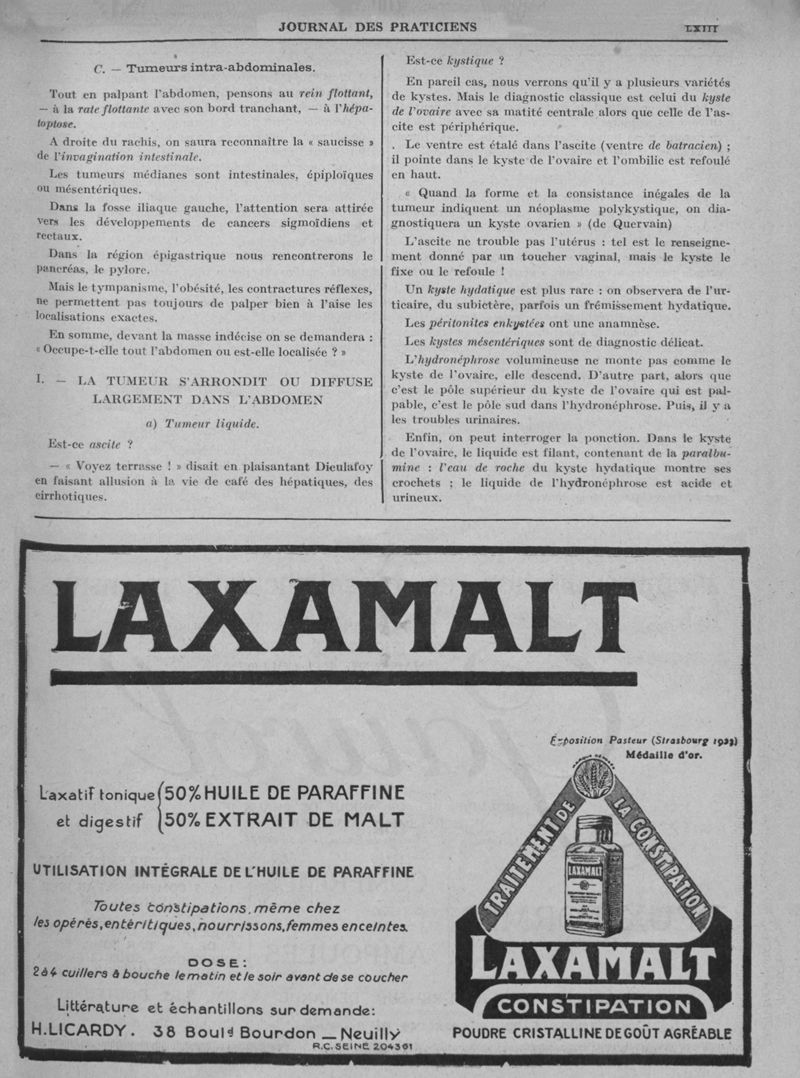 JOURNAL DES PRATICIENS
LXIII
C. — Tumeurs intra-abdominales.
Tout en palpant l'abdomen, pensons au rein flottant,
— à la rate flottante avec son bord tranchant, — à l'hépa-
toptose.
A droite du rachis, on saura reconnaître la « saucisse »
de l'invagination intestinale.
Les tumeurs médianes sont intestinales, épiploïques
ou mésentériques.
Dans la fosse iliaque gauche, l'attention sera attirée
vers les développements de cancers sigmoïdiens et
rectaux.
Dans la région épigastrique nous rencontrerons le
pancréas, le pylore.
Mais le tympanisme, l'obésité, les contractures réflexes,
ne permettent pas toujours de palper bien à l'aise les
localisations exactes.
En somme, devant la masse indécise on se demandera :
« Occupe-t-elle tout l'abdomen ou est-elle localisée ? »
I. — LA TUMEUR S'ARRONDIT OU DIFFUSE
LARGEMENT DANS L'ABDOMEN
a) Tumeur liquide.
Est-ce ascite ?
— « Voyez terrasse ! » disait en plaisantant Dieulafoy
en faisant allusion à la vie de café des hépatiques, des
cirrhotiques.
Est-ce kystique ?
En pareil cas, nous verrons qu'il y a plusieurs variétés
de kystes. Mais le diagnostic classique est celui du kyste
de l'ovaire avec sa matité centrale alors que celle de l'as-
cite est périphérique.
. Le ventre est étalé dans l'ascite (ventre de batracien) ;
il pointe dans le kyste de l'ovaire et l'ombilic est refoulé
en haut.
« Quand la forme et la consistance inégales de la
tumeur indiquent un néoplasme polykystique, on dia-
gnostiquera un kyste ovarien » (de Quervain)
L'ascite ne trouble pas l'utérus : tel est le renseigne-
ment donné par un toucher vaginal, mais le kyste le
fixe ou le refoule !
Un kyste hydatique est plus rare : on observera de l'ur-
ticaire, du subictère, parfois un frémissement hydatique.
Les péritonites enkystées ont une anamnèse.
Les kystes mésentériques sont de diagnostic délicat.
L'hydronéphrose volumineuse ne monte pas comme le
kyste de l'ovaire, elle descend. D'autre part, alors que
c'est le pôle supérieur du kyste de l'ovaire qui est pal-
pable, c'est le pôle sud dans l'hydronéphrose. Puis, il y a
les troubles urinaires.
Enfin, on peut interroger la ponction. Dans le kyste
de l'ovaire, le liquide est filant, contenant de la paralbu-
mine : l'eau de roche du kyste hydatique montre ses
crochets ; le liquide de l'hydronéphrose est acide et
urineux.
LAXAMALT
Laxatif tonique
et digestif
50% HUILE DE PARAFFINE
50% EXTRAIT DE MALT
UTILISATION INTÉGRALE DE L'HUILE DE PARAFFINE
Toutes constipations, même chez
les opérés, entéritiques, nourrissons, femmes enceintes.
DOSE:
2 à 4 cuillers à bouche le matin et le soir avant de se coucher
Littérature et échantillons sur demande:
H. LICARDY. 38 Boulᵈ Bourdon — Neuilly
R.C. SEINE 204361
Exposition Pasteur (Strasbourg 1923)
Médaille d'or.
TRAITEMENT DE
LA CONSTIPATION
LAXAMALT
LAXAMALT
CONSTIPATION
POUDRE CRISTALLINE DE GOÛT AGRÉABLE